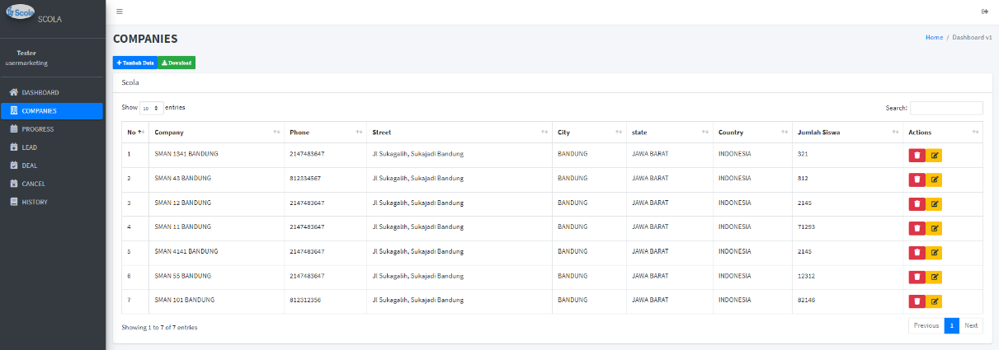 Scola
SCOLA
Tester
usermarketing
DASHBOARD
COMPANIES
PROGRESS
LEAD
DEAL
CANCEL
HISTORY
COMPANIES
Home / Dashboard v1
Tambah Data Download
Scola
Show 10 entries
Search:
No Company Phone Street City state Country Jumlah Siswa Actions
1 SMAN 1341 BANDUNG 2147483647 Jl Sukagalih, Sukajadi Bandung BANDUNG JAWA BARAT INDONESIA 321
2 SMAN 43 BANDUNG 812334567 Jl Sukagalih, Sukajadi Bandung BANDUNG JAWA BARAT INDONESIA 812
3 SMAN 12 BANDUNG 2147483647 Jl Sukagalih, Sukajadi Bandung BANDUNG JAWA BARAT INDONESIA 2145
4 SMAN 11 BANDUNG 2147483647 Jl Sukagalih, Sukajadi Bandung BANDUNG JAWA BARAT INDONESIA 71293
5 SMAN 4141 BANDUNG 2147483647 Jl Sukagalih, Sukajadi Bandung BANDUNG JAWA BARAT INDONESIA 2145
6 SMAN 55 BANDUNG 2147483647 Jl Sukagalih, Sukajadi Bandung BANDUNG JAWA BARAT INDONESIA 12312
7 SMAN 101 BANDUNG 812312356 Jl Sukagalih, Sukajadi Bandung BANDUNG JAWA BARAT INDONESIA 82146
Showing 1 to 7 of 7 entries
Previous 1 Next